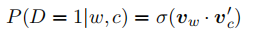 P(D = 1|w, c) = σ(𝒗_w · 𝒗′_c)